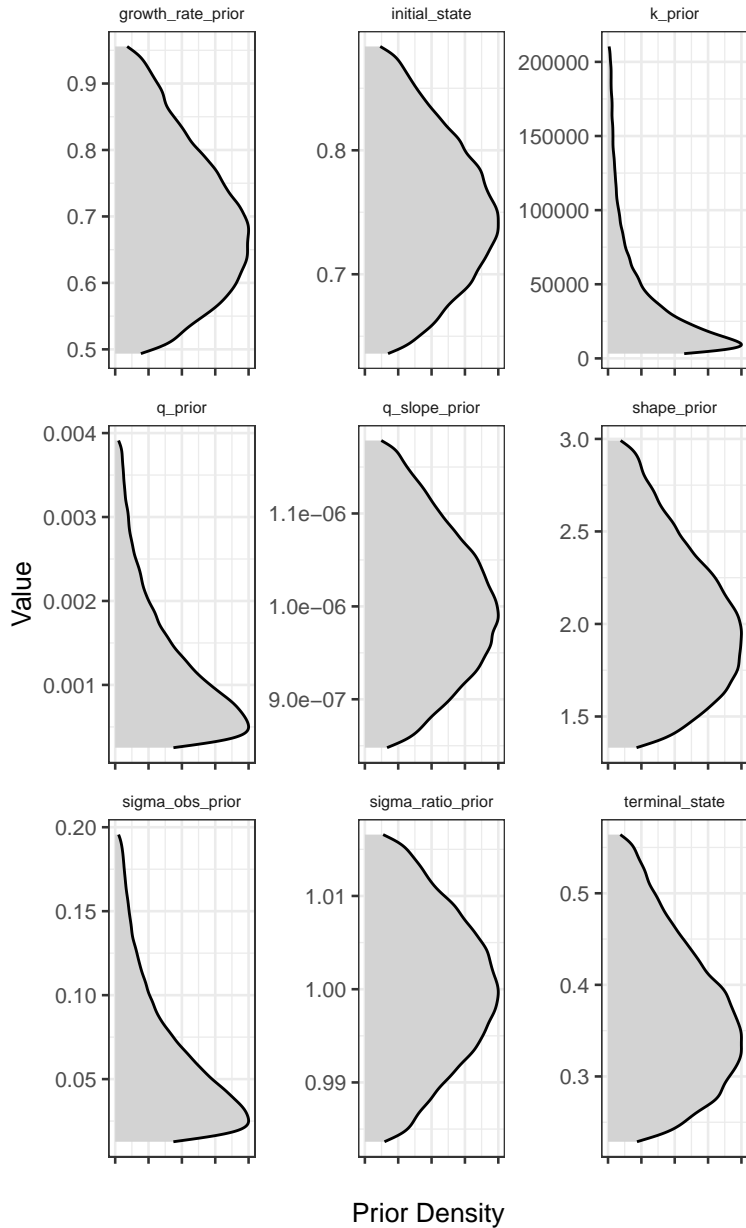 growth_rate_prior
initial_state
k_prior
0.9
0.8
0.7
0.6
0.5
0.8
0.7
200000
150000
100000
50000
0
q_prior
q_slope_prior
shape_prior
0.004
0.003
0.002
0.001
1.1e−06
1.0e−06
9.0e−07
3.0
2.5
2.0
1.5
sigma_obs_prior
sigma_ratio_prior
terminal_state
0.20
0.15
0.10
0.05
1.01
1.00
0.99
0.5
0.4
0.3
Value
Prior Density